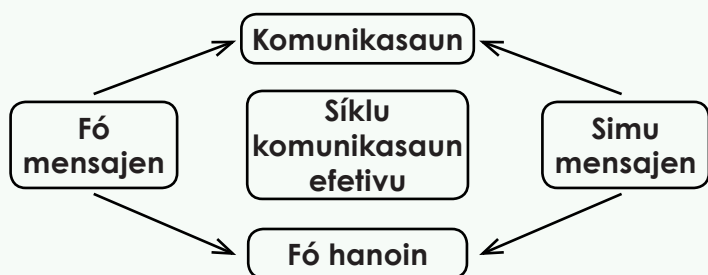 Komunikasaun
Fó
mensajen
Síklu
komunikasaun
efetivu
Simu
mensajen
Fó hanoin